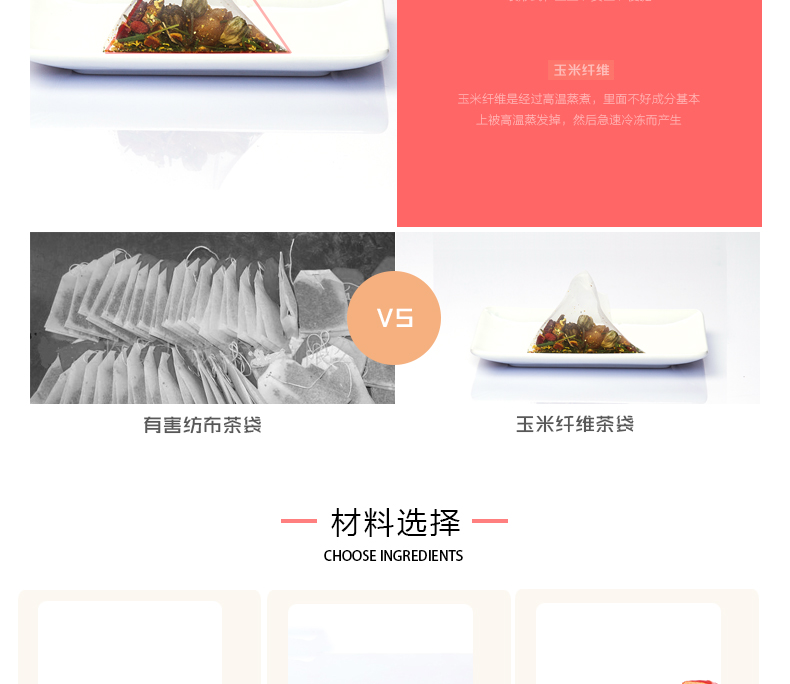 玉米纤维
玉米纤维是经过高温蒸煮，里面不好成分基本
上被高温蒸发掉，然后急速冷冻而产生
VS
有害纺布茶袋
玉米纤维茶袋
材料选择
CHOOSE INGREDIENTS